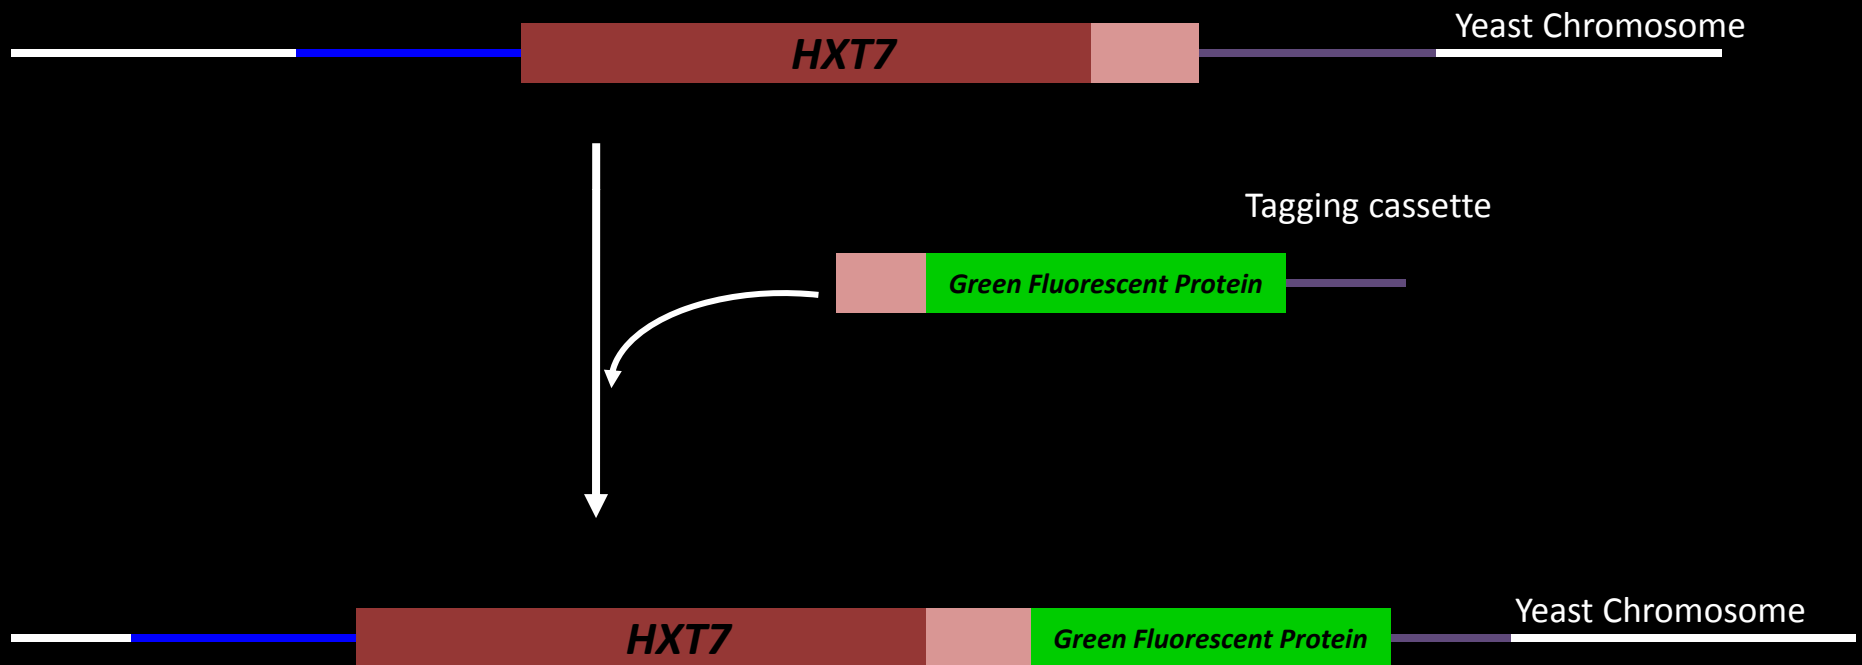 Yeast Chromosome
HXT7
Tagging cassette
Green Fluorescent Protein
Yeast Chromosome
HXT7
Green Fluorescent Protein